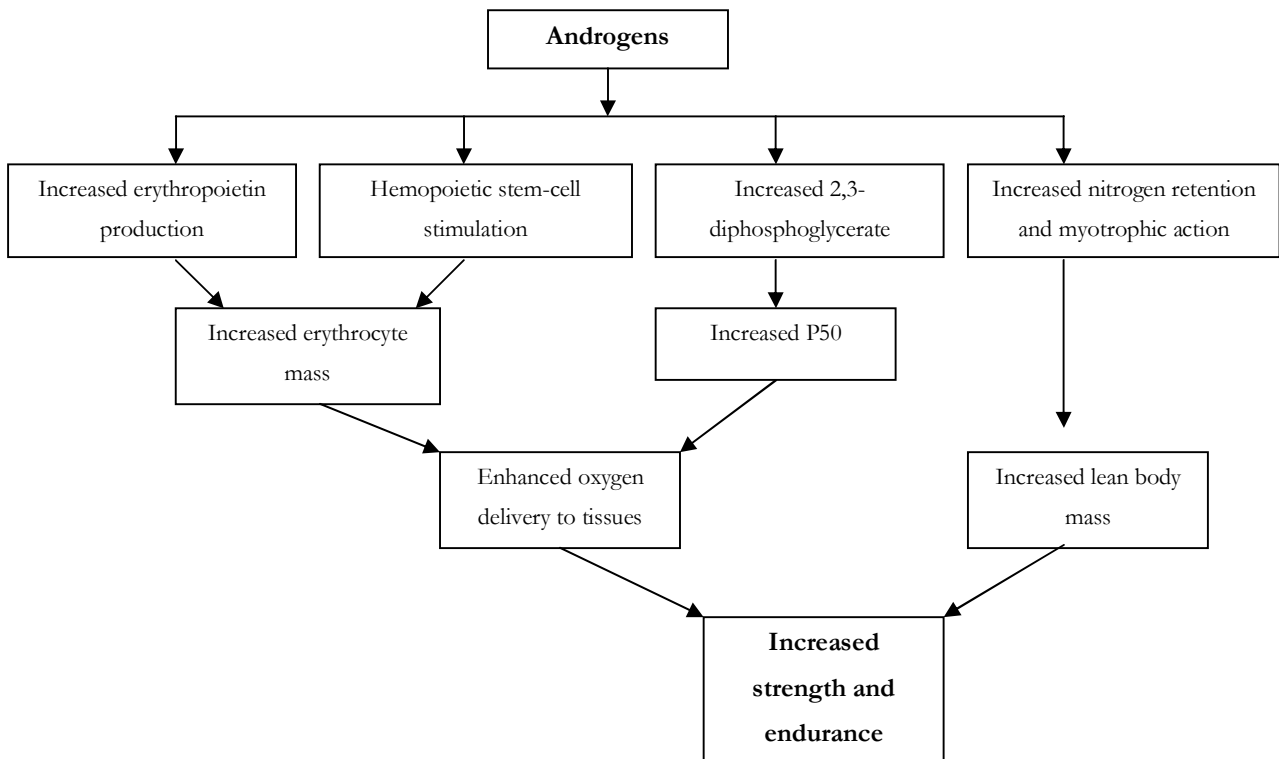 Androgens
Increased erythropoietin
production
Hemopoietic stem-cell
stimulation
Increased 2,3-
diphosphoglycerate
Increased nitrogen retention
and myotrophic action
Increased erythrocyte
mass
Increased P50
Enhanced oxygen
delivery to tissues
Increased lean body
mass
Increased
strength and
endurance